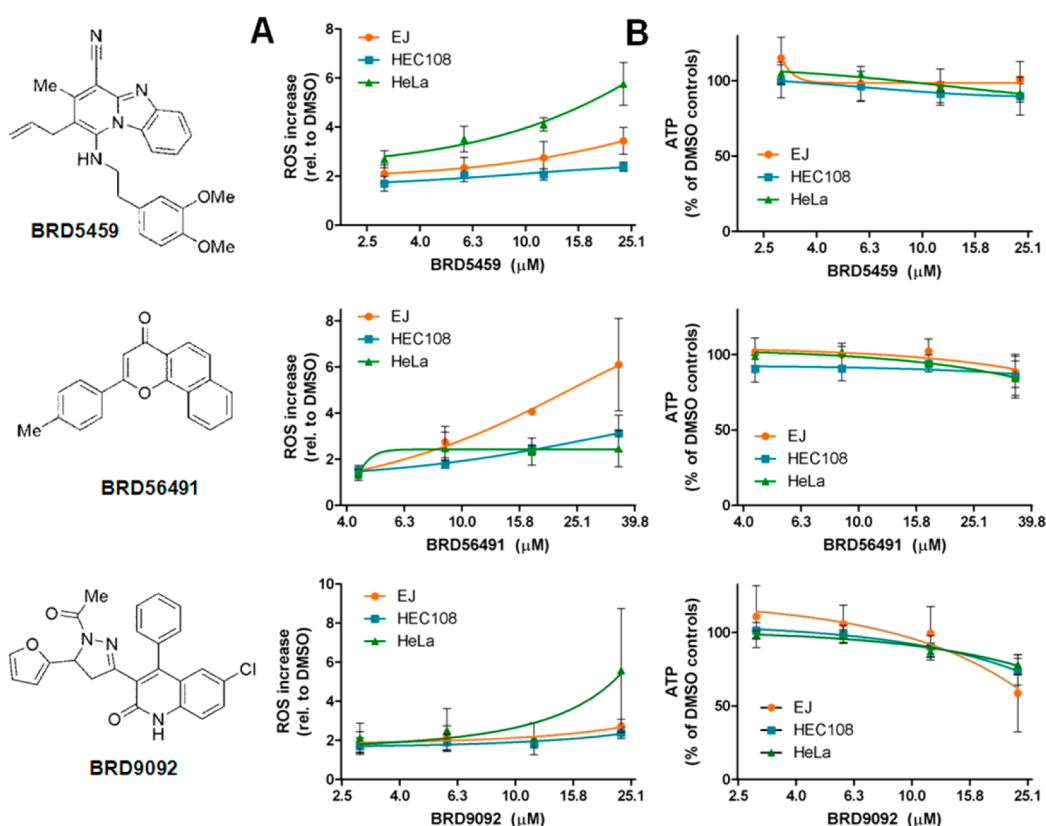 A
B
N
Me
N
N
HN
OMe
OMe
BRD5459
8
6
4
2
0
ROS increase
(rel. to DMSO)
EJ
HEC108
HeLa
2.5 4.0 6.3 10.0 15.8 25.1
BRD5459 (μM)
100
50
0
ATP
(% of DMSO controls)
EJ
HEC108
HeLa
2.5 4.0 6.3 10.0 15.8 25.1
BRD5459 (μM)
O
O
Me
BRD56491
8
6
4
2
0
ROS increase
(rel. to DMSO)
EJ
HEC108
HeLa
4.0 6.3 10.0 15.8 25.1 39.8
BRD56491 (μM)
100
50
0
ATP
(% of DMSO controls)
EJ
HEC108
HeLa
4.0 6.3 10.0 15.8 25.1 39.8
BRD56491 (μM)
Me
O
O
N
N
Cl
O
N
H
BRD9092
10
8
6
4
2
0
ROS increase
(rel. to DMSO)
EJ
HEC108
HeLa
2.5 4.0 6.3 10.0 15.8 25.1
BRD9092 (μM)
100
50
0
ATP
(% of DMSO controls)
EJ
HEC108
HeLa
2.5 4.0 6.3 10.0 15.8 25.1
BRD9092 (μM)